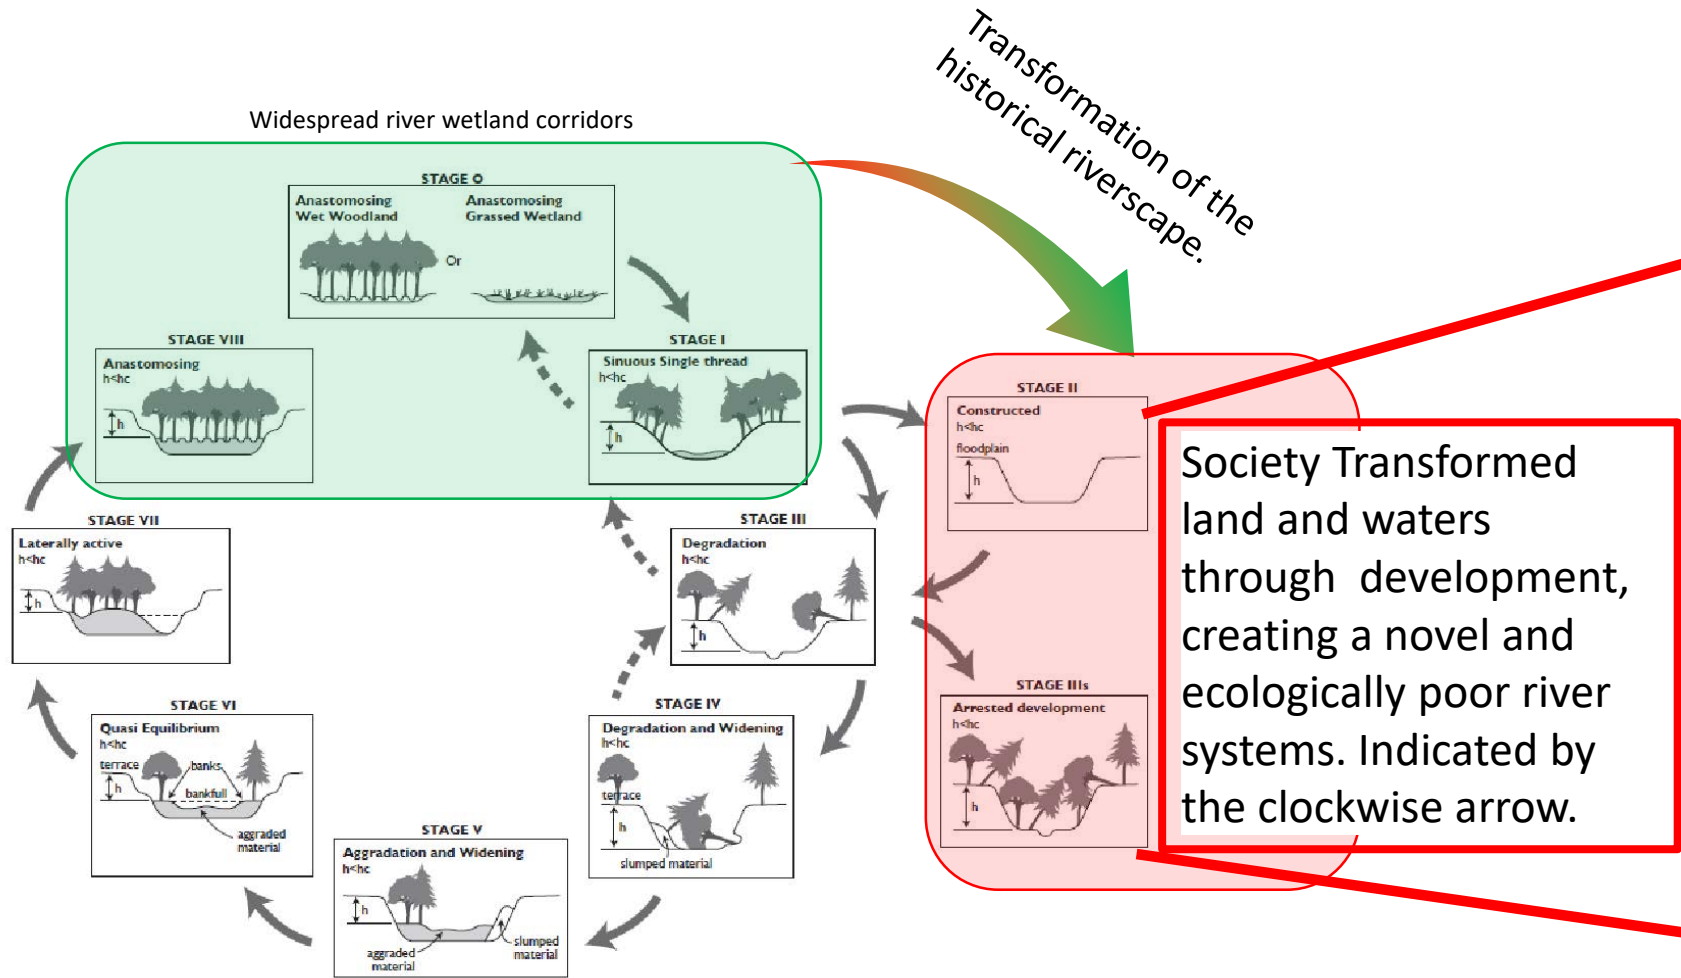 Transformation of the
historical riverscape.
Widespread river wetland corridors
STAGE O
Anastomosing
Wet Woodland
Or
Anastomosing
Grassed Wetland
STAGE VIII
Anastomosing
h<hc
h
STAGE I
Sinuous Single thread
h<hc
h
STAGE II
Constructed
h<hc
floodplain
h
Society Transformed
land and waters
through development,
creating a novel and
ecologically poor river
systems. Indicated by
the clockwise arrow.
STAGE VII
Laterally active
h<hc
h
STAGE III
Degradation
h<hc
h
STAGE IIIs
Arrested development
h<hc
h
STAGE VI
Quasi Equilibrium
h<hc
terrace
banks
h
bankfull
aggraded
material
STAGE IV
Degradation and Widening
h<hc
terrace
h
slumped material
STAGE V
Aggradation and Widening
h<hc
h
aggraded
material
slumped
material